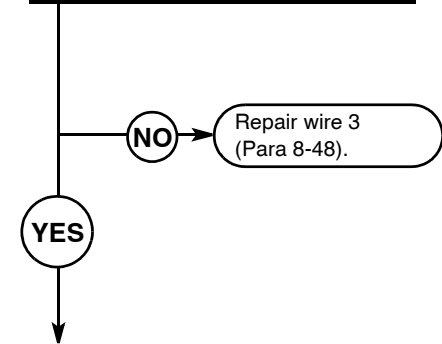 NO
Repair wire 3
(Para 8-48).
YES